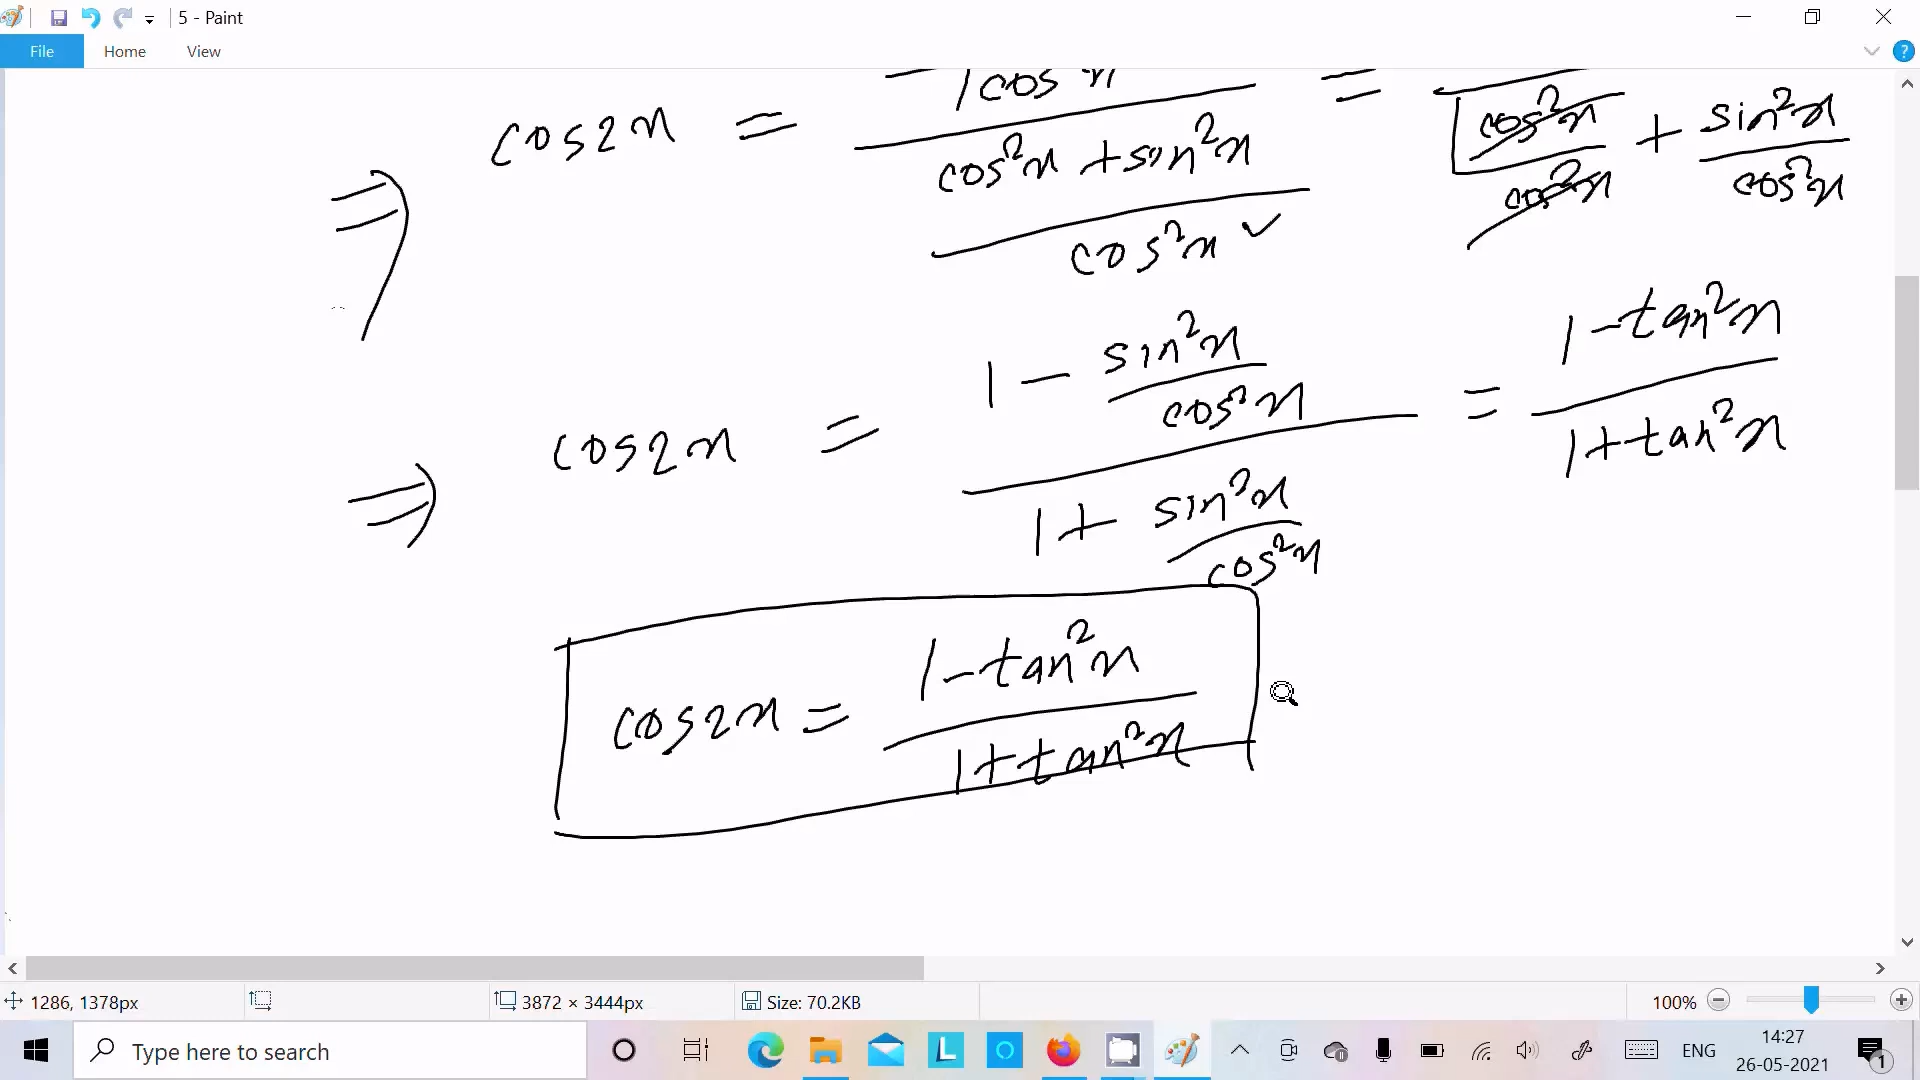 5 - Paint
File Home View
cos2x = cos²x =
cos²x + sin²x
cos²x
cos²x/cos²x + sin²x/cos²x
⇒ cos2x = (1 - sin²x/cos²x)/(1 + sin²x/cos²x) = (1-tan²x)/(1+tan²x)
⇒
cos2x = (1-tan²x)/(1+tan²x)
1286, 1378px 3872 × 3444px Size: 70.2KB 100%
Type here to search
ENG
14:27
26-05-2021
1